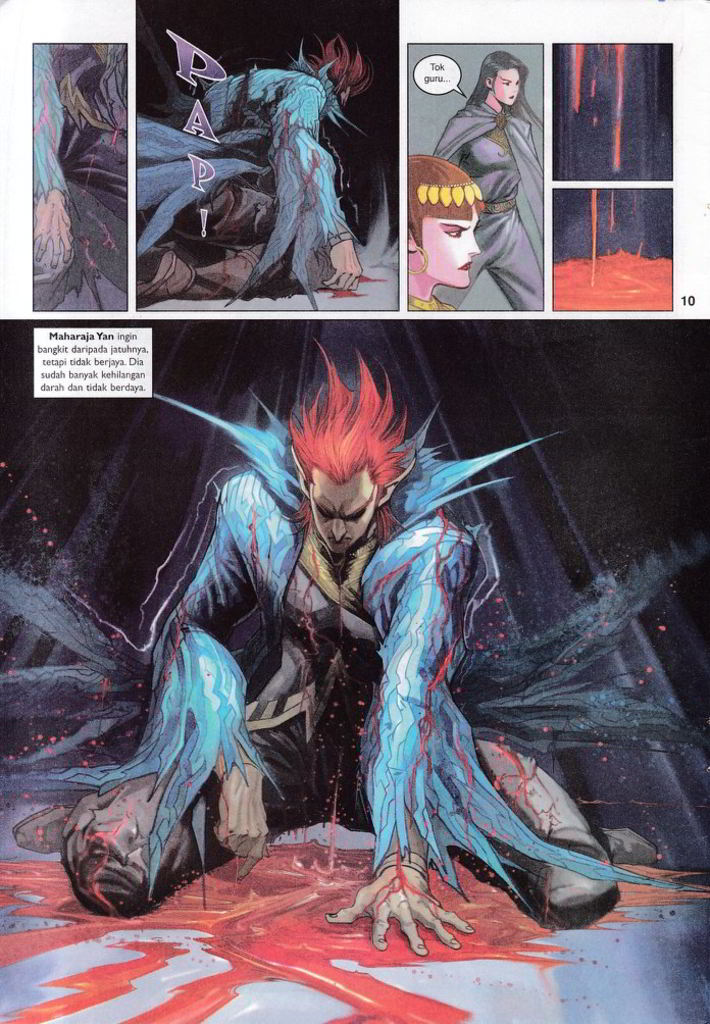 PAP!
Tok
guru...
10
Maharaja Yan ingin
bangkit daripada jatuhnya,
tetapi tidak berjaya. Dia
sudah banyak kehilangan
darah dan tidak berdaya.